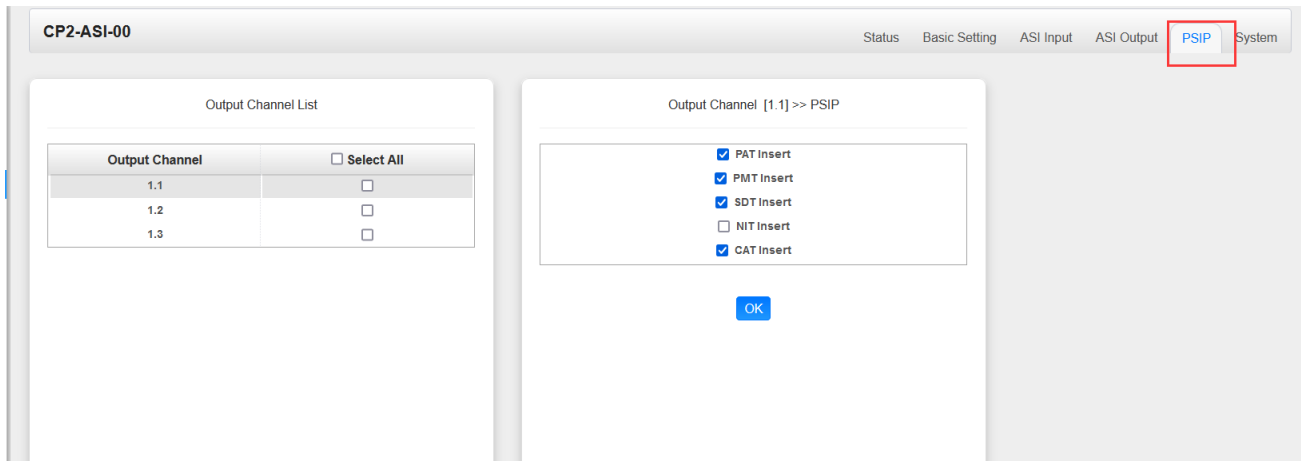 CP2-ASI-00
Status Basic Setting ASI Input ASI Output PSIP System
Output Channel List
Output Channel Select All
1.1
1.2
1.3
Output Channel [1.1] >> PSIP
PAT Insert
PMT Insert
SDT Insert
NIT Insert
CAT Insert
OK